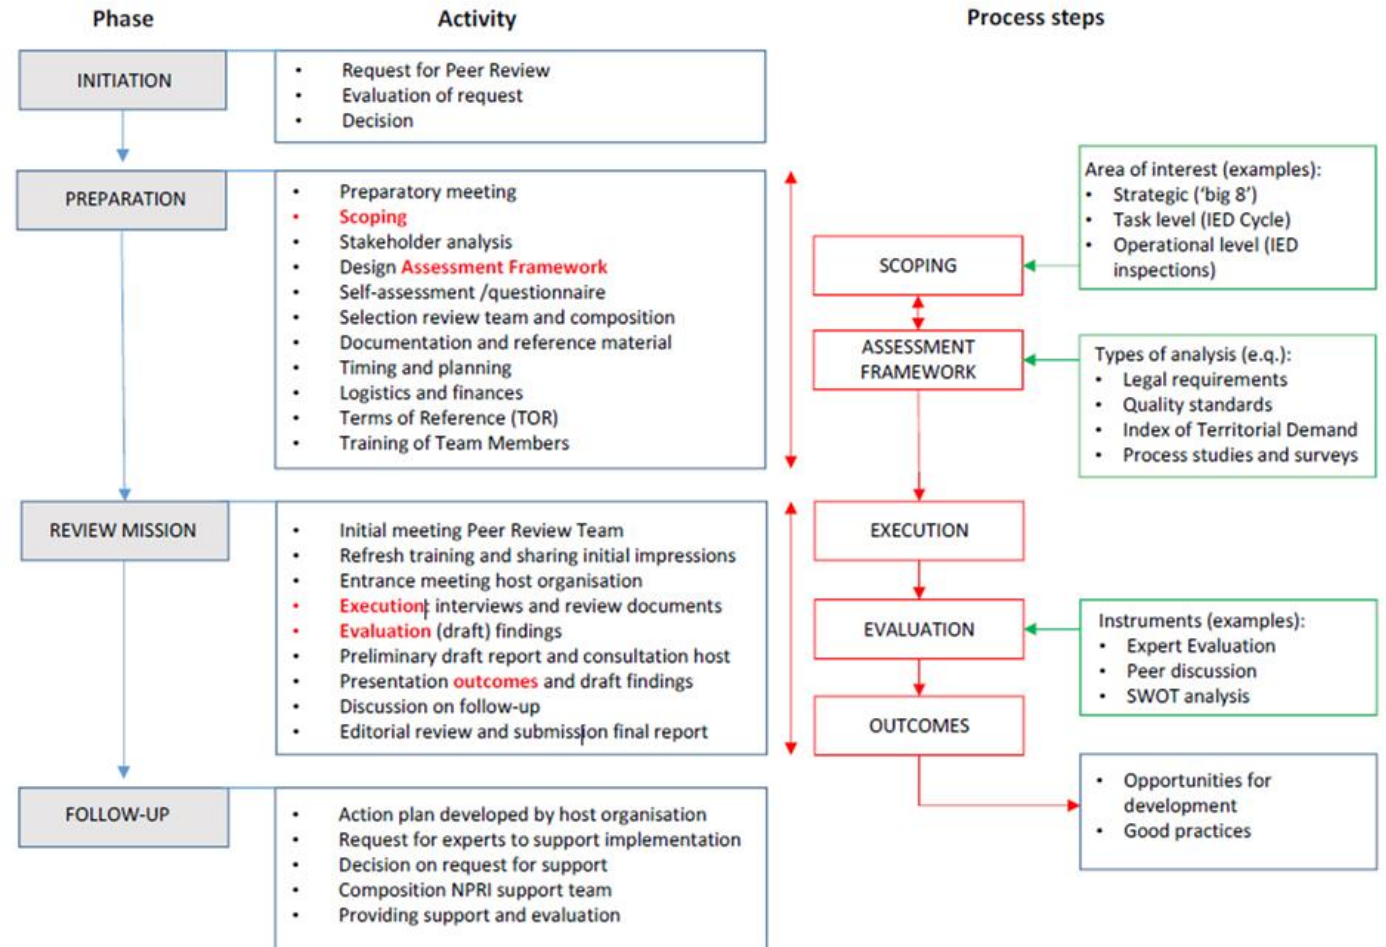 Phase
Activity
Process steps
INITIATION
• Request for Peer Review
• Evaluation of request
• Decision
PREPARATION
• Preparatory meeting
• Scoping
• Stakeholder analysis
• Design Assessment Framework
• Self-assessment /questionnaire
• Selection review team and composition
• Documentation and reference material
• Timing and planning
• Logistics and finances
• Terms of Reference (TOR)
• Training of Team Members
REVIEW MISSION
• Initial meeting Peer Review Team
• Refresh training and sharing initial impressions
• Entrance meeting host organisation
• Execution: interviews and review documents
• Evaluation (draft) findings
• Preliminary draft report and consultation host
• Presentation outcomes and draft findings
• Discussion on follow-up
• Editorial review and submission final report
FOLLOW-UP
• Action plan developed by host organisation
• Request for experts to support implementation
• Decision on request for support
• Composition NPRI support team
• Providing support and evaluation
SCOPING
ASSESSMENT
FRAMEWORK
EXECUTION
EVALUATION
OUTCOMES
Area of interest (examples):
• Strategic (‘big 8’)
• Task level (IED Cycle)
• Operational level (IED
inspections)
Types of analysis (e.q.):
• Legal requirements
• Quality standards
• Index of Territorial Demand
• Process studies and surveys
Instruments (examples):
• Expert Evaluation
• Peer discussion
• SWOT analysis
• Opportunities for
development
• Good practices